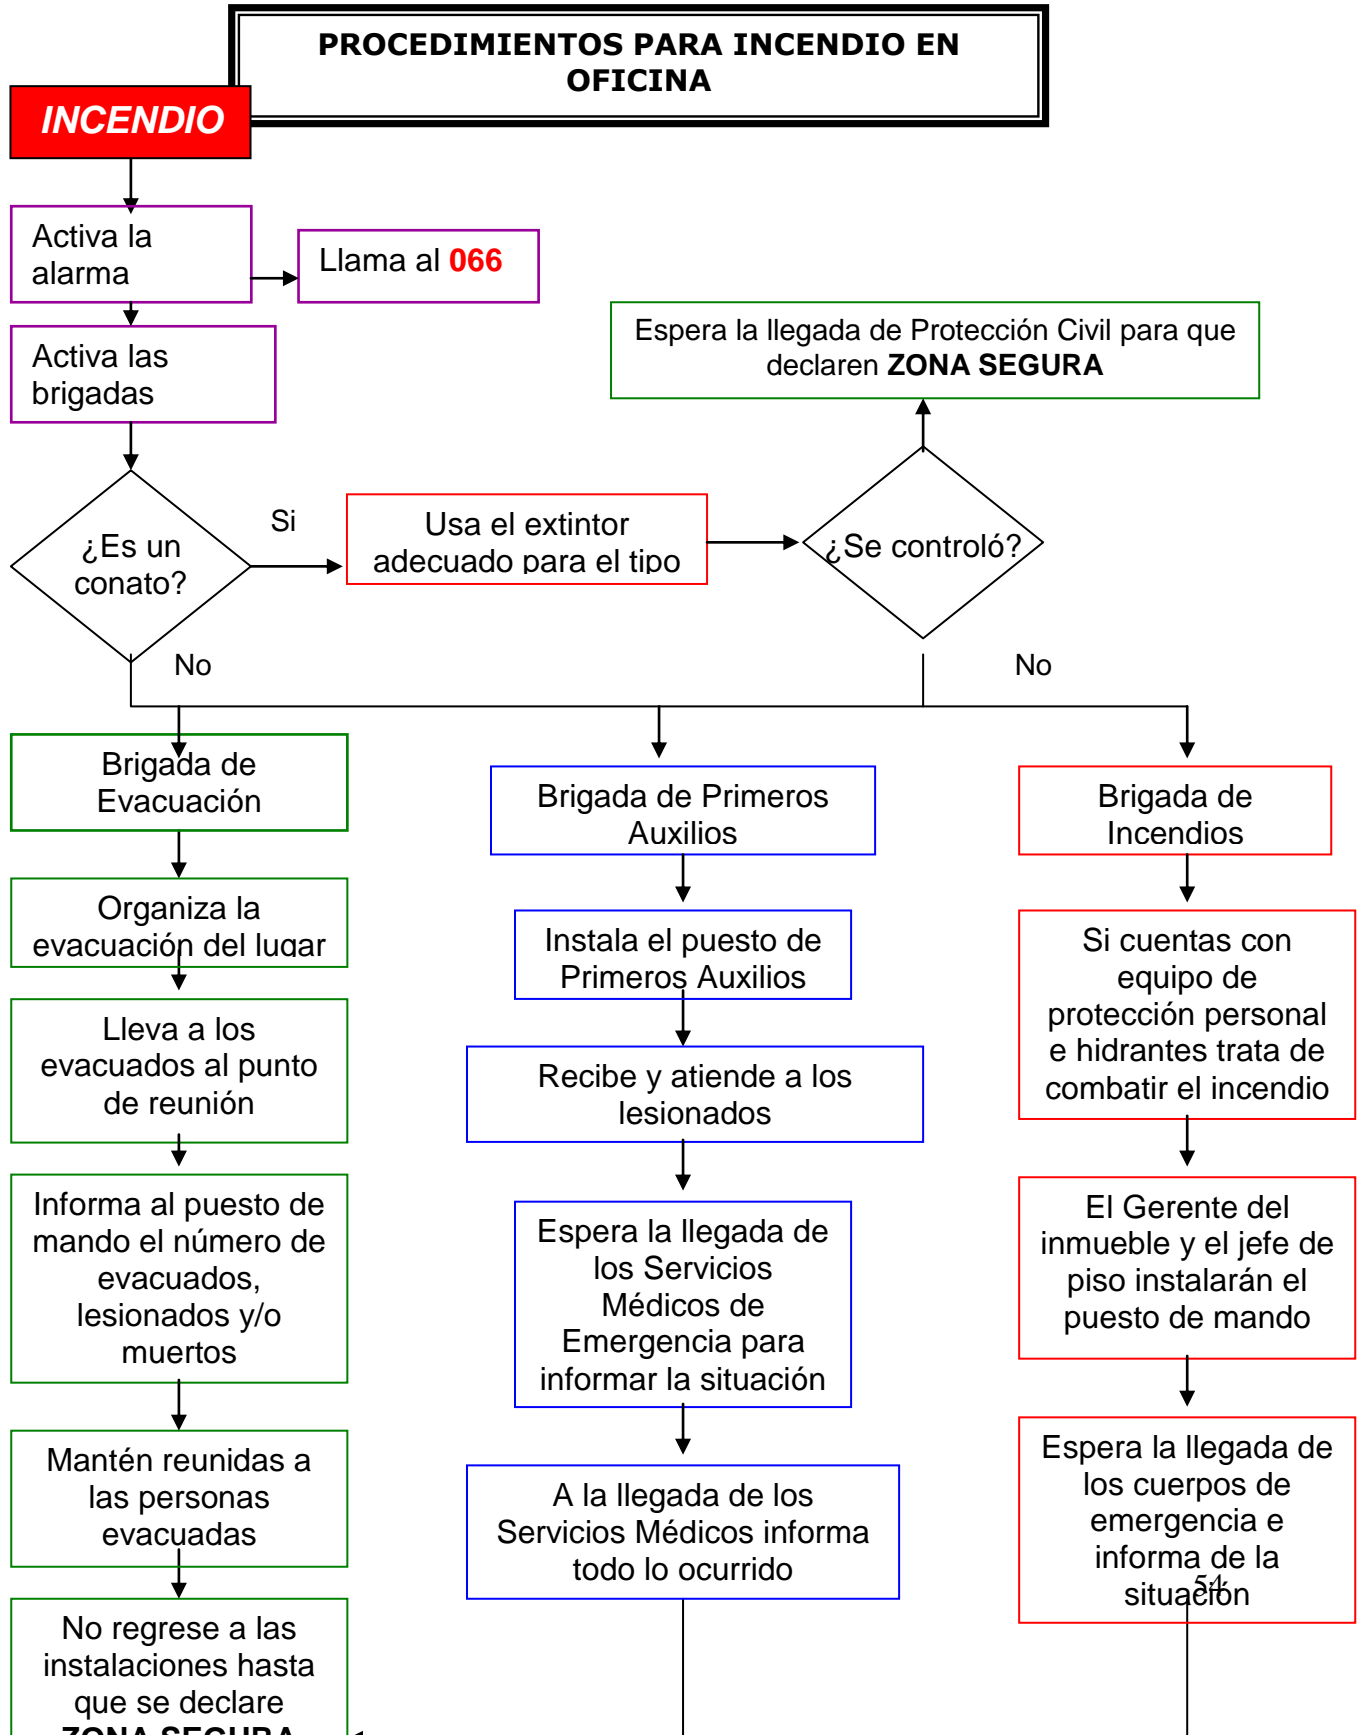 PROCEDIMIENTOS PARA INCENDIO EN
OFICINA
INCENDIO
Activa la
alarma
Llama al 066
Activa las
brigadas
Espera la llegada de Protección Civil para que
declaren ZONA SEGURA
¿Es un
conato?
Si
Usa el extintor
adecuado para el tipo
¿Se controló?
No
No
Brigada de
Evacuación
Brigada de Primeros
Auxilios
Brigada de
Incendios
Organiza la
evacuación del lugar
Instala el puesto de
Primeros Auxilios
Si cuentas con
equipo de
protección personal
e hidrantes trata de
combatir el incendio
Lleva a los
evacuados al punto
de reunión
Recibe y atiende a los
lesionados
Informa al puesto de
mando el número de
evacuados,
lesionados y/o
muertos
Espera la llegada de
los Servicios
Médicos de
Emergencia para
informar la situación
El Gerente del
inmueble y el jefe de
piso instalarán el
puesto de mando
Mantén reunidas a
las personas
evacuadas
A la llegada de los
Servicios Médicos informa
todo lo ocurrido
Espera la llegada de
los cuerpos de
emergencia e
informa de la
situación
54
No regrese a las
instalaciones hasta
que se declare
ZONA SEGURA